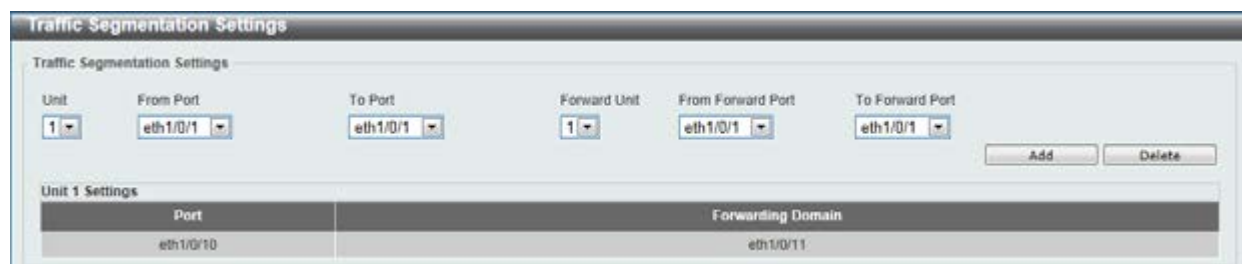 Traffic Segmentation Settings
Traffic Segmentation Settings
Unit From Port To Port Forward Unit From Forward Port To Forward Port
1 eth1/0/1 eth1/0/1 1 eth1/0/1 eth1/0/1
Add Delete
Unit 1 Settings
Port Forwarding Domain
eth1/0/10 eth1/0/11